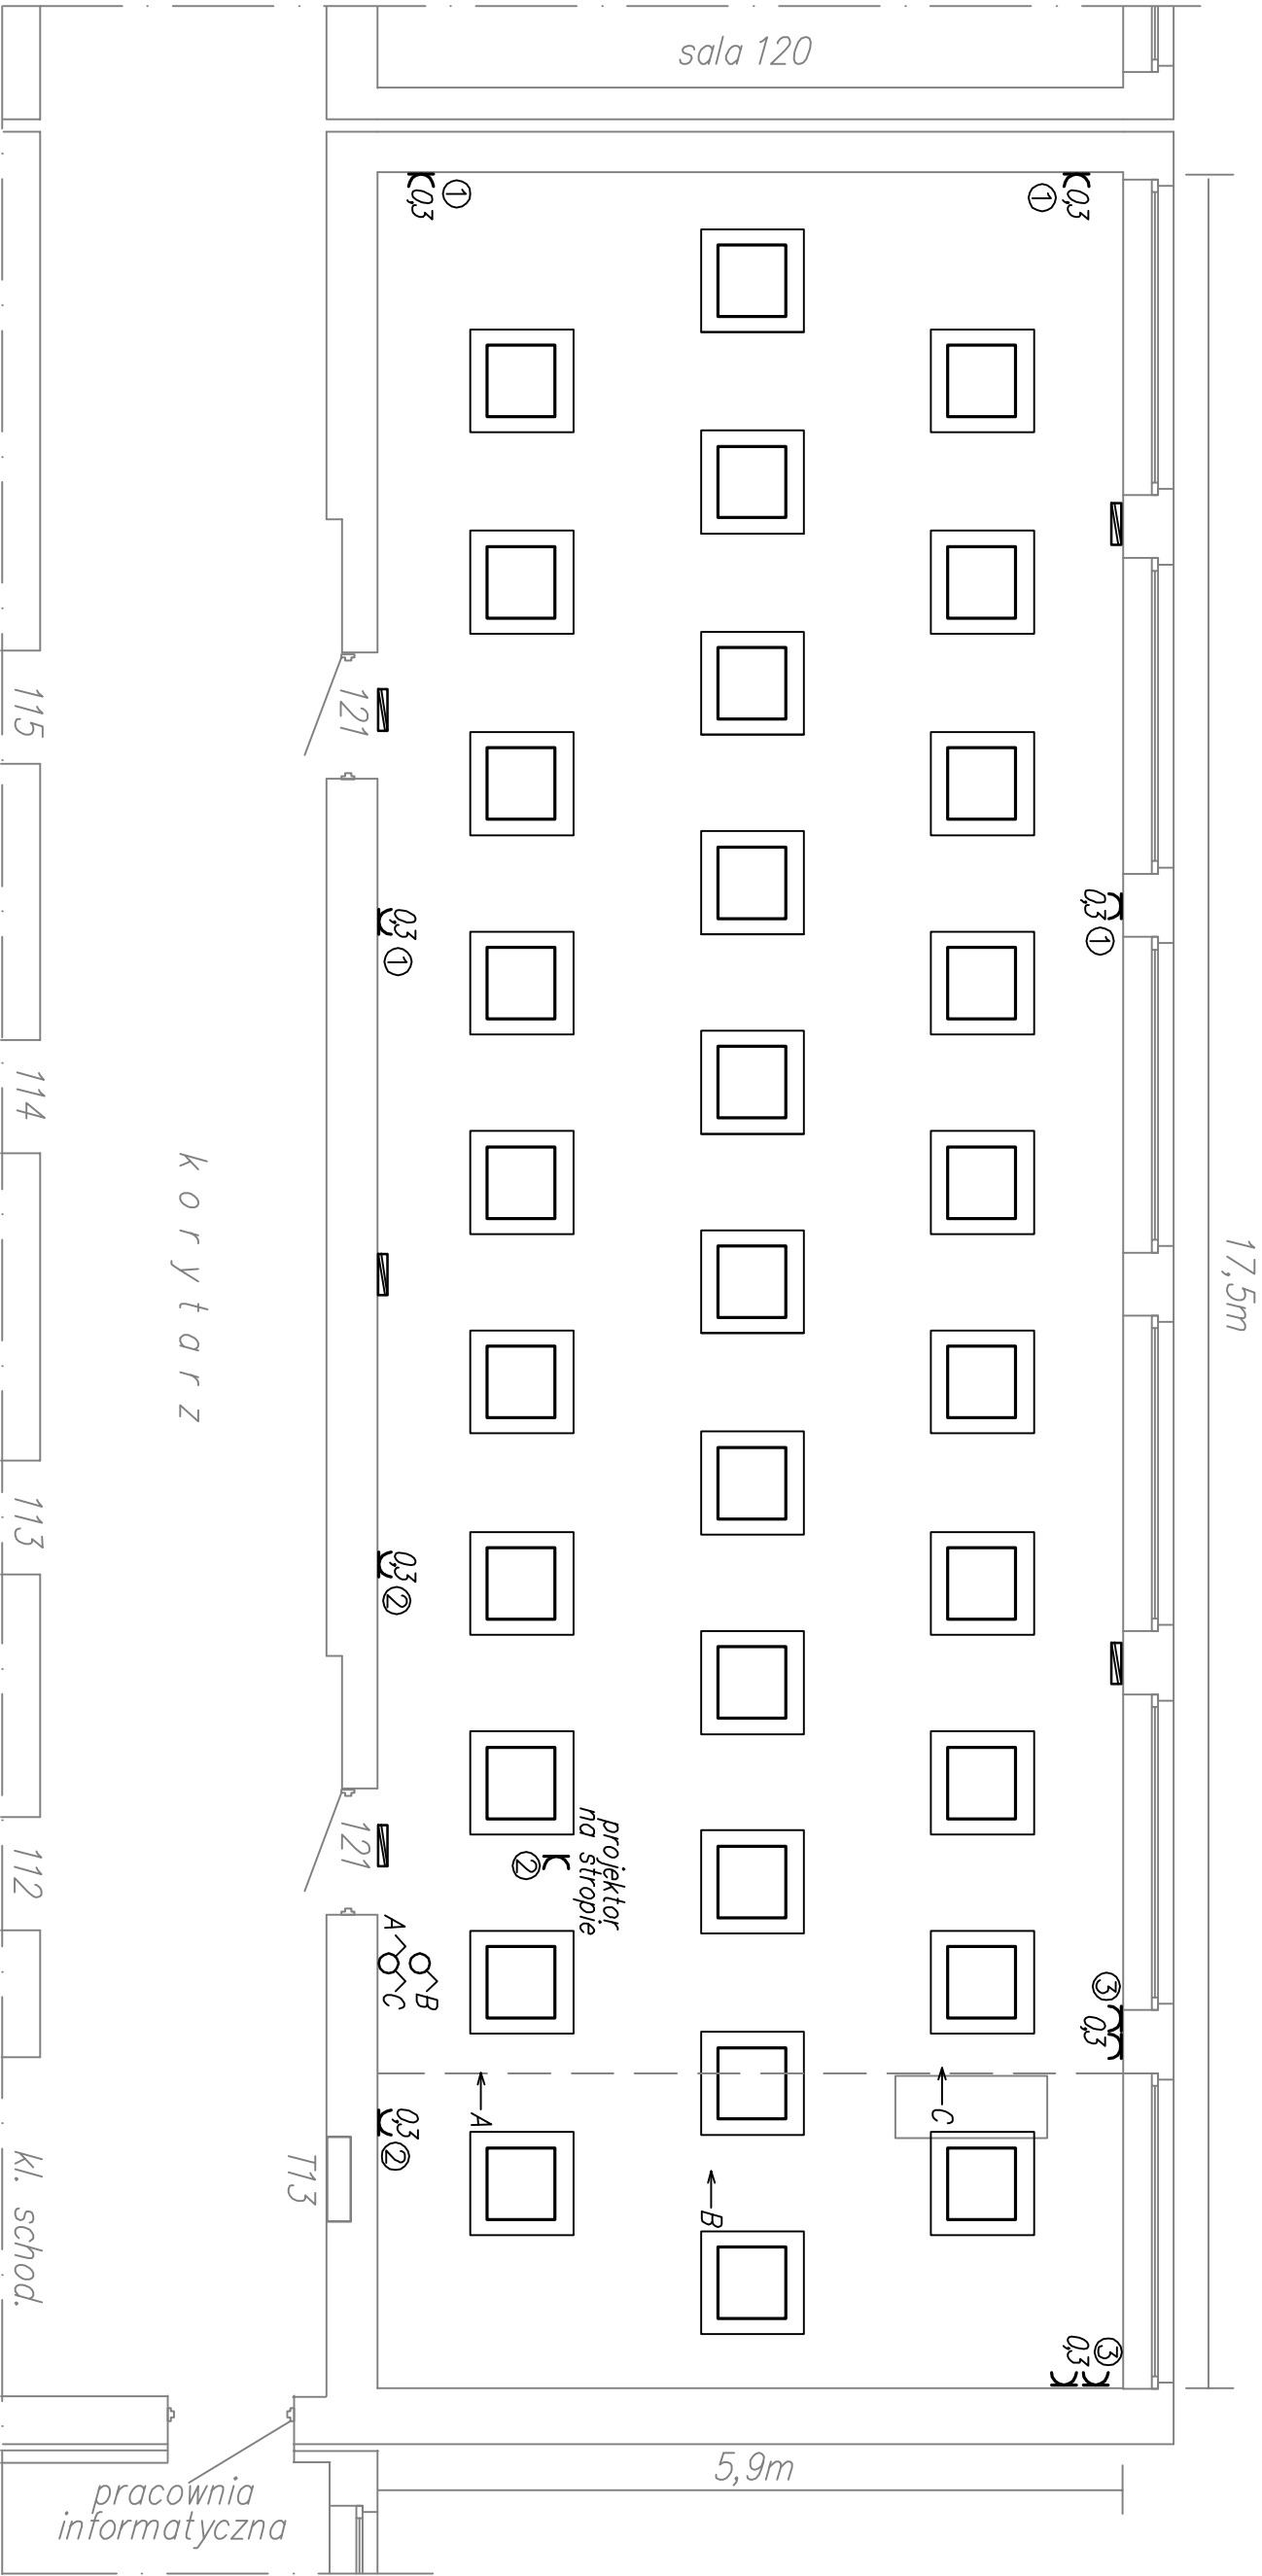 sala 120
0,3
1
1
0,3
115
121
0,3
1
0,3
1
114
korytarz
17,5m
113
0,3
2
projektor
na stropie
2
112
121
A
B
C
3
0,3
A
C
0,3
2
T13
B
kl. schod.
3
0,3
5,9m
pracownia
informatyczna